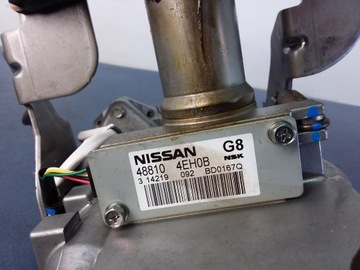 NISSAN G8
48810 4EH0B NSK
3 14219 092 BD0167Q